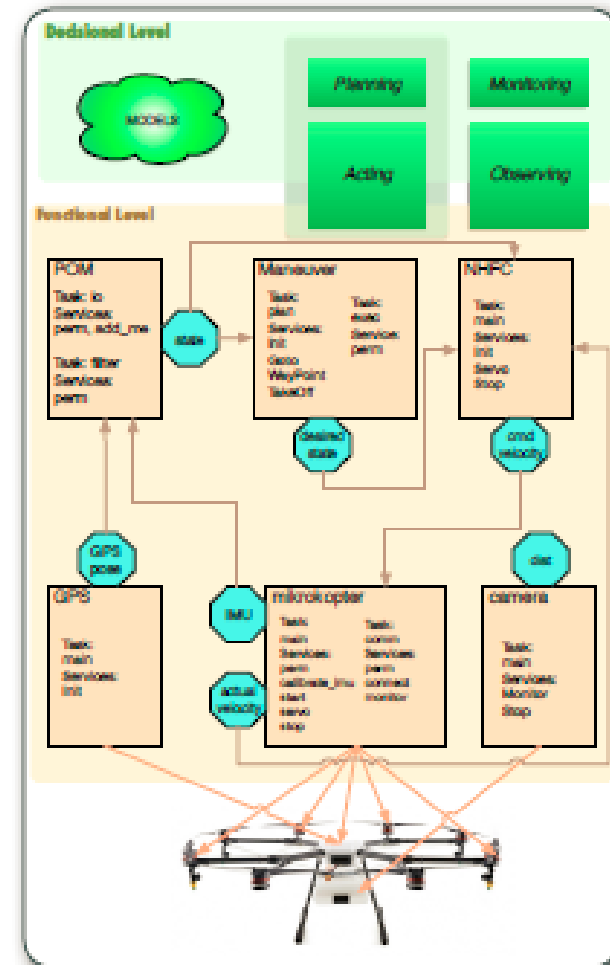 Decisional Level
MODELS
Planning
Monitoring
Acting
Observing
Functional Level
POM
Task: io
Services:
perm, add_me
Task: filter
Services:
perm
state
Maneuver
Task:
plan
Services:
Init
Goto
WayPoint
TakeOff
Task:
exec
Service:
perm
NHFC
Task:
main
Services:
Init
Servo
Stop
desired
state
cmd
velocity
GPS
pose
GPS
Task:
main
Services:
Init
IMU
actual
velocity
mikrokopter
Task:
main
Services:
perm
calibrate_imu
start
servo
stop
Task:
comm
Services:
perm
connect
monitor
camera
Task:
main
Services:
Monitor
Stop